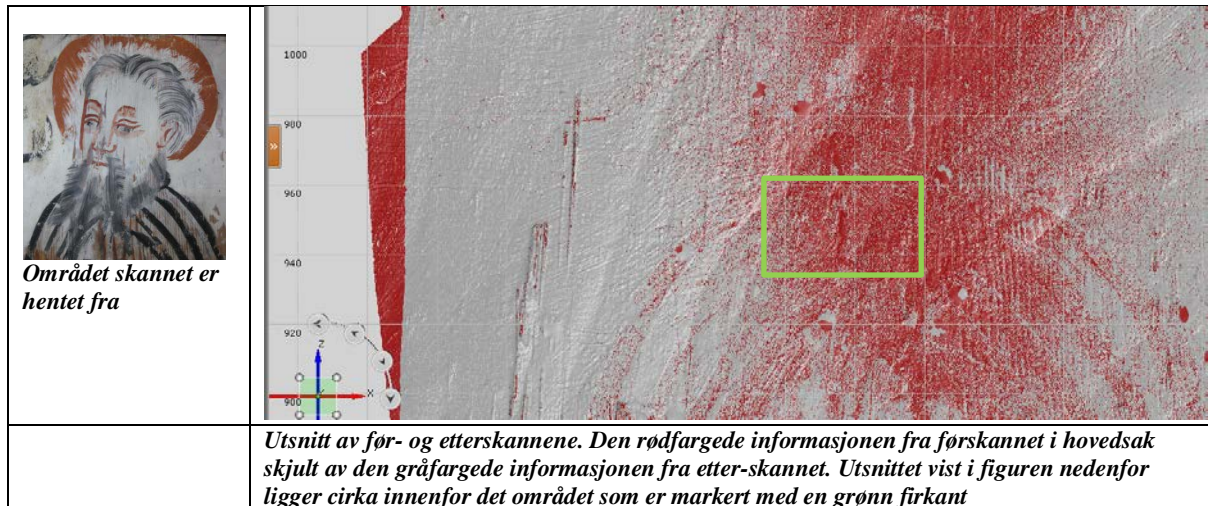 Området skannet er
hentet fra
1000
980
960
940
920
900
Z
X
»
Utsnitt av før- og etterskannene. Den rødfargede informasjonen fra førskannet i hovedsak
skjult av den gråfargede informasjonen fra etter-skannet. Utsnittet vist i figuren nedenfor
ligger cirka innenfor det området som er markert med en grønn firkant